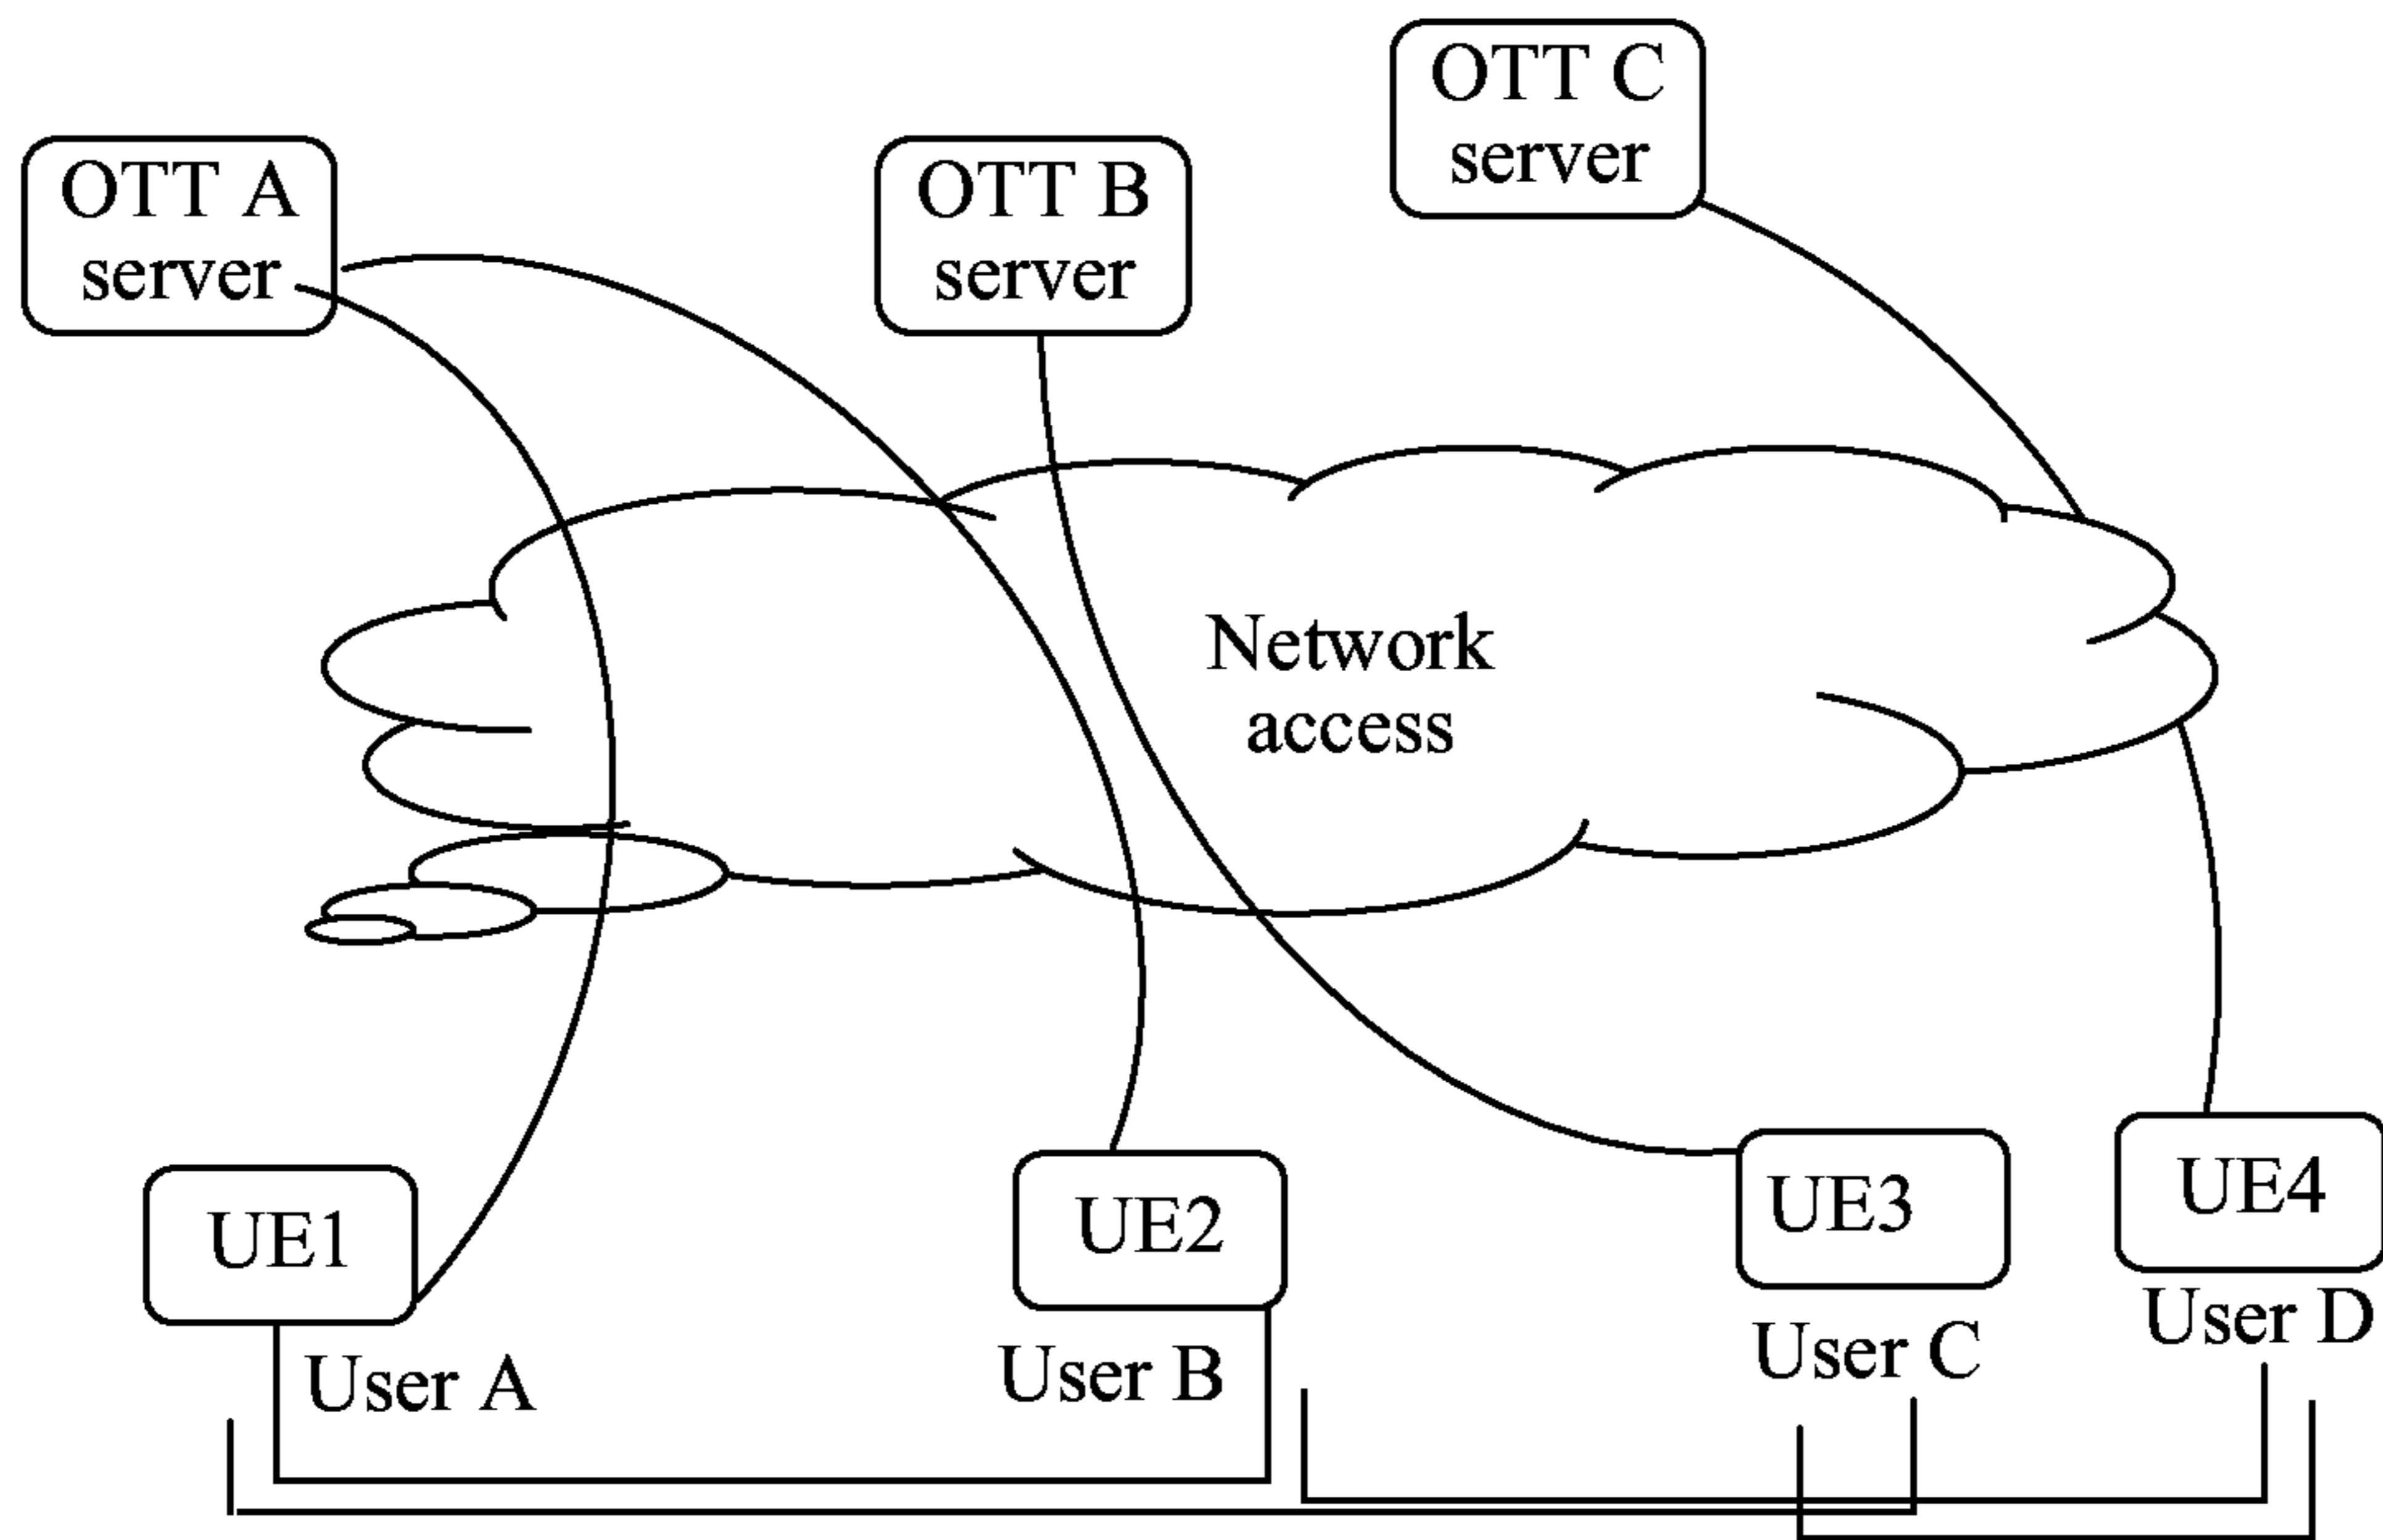 OTT C
server
OTT A
server
OTT B
server
Network
access
UE1
UE2
UE3
UE4
User A
User B
User C
User D